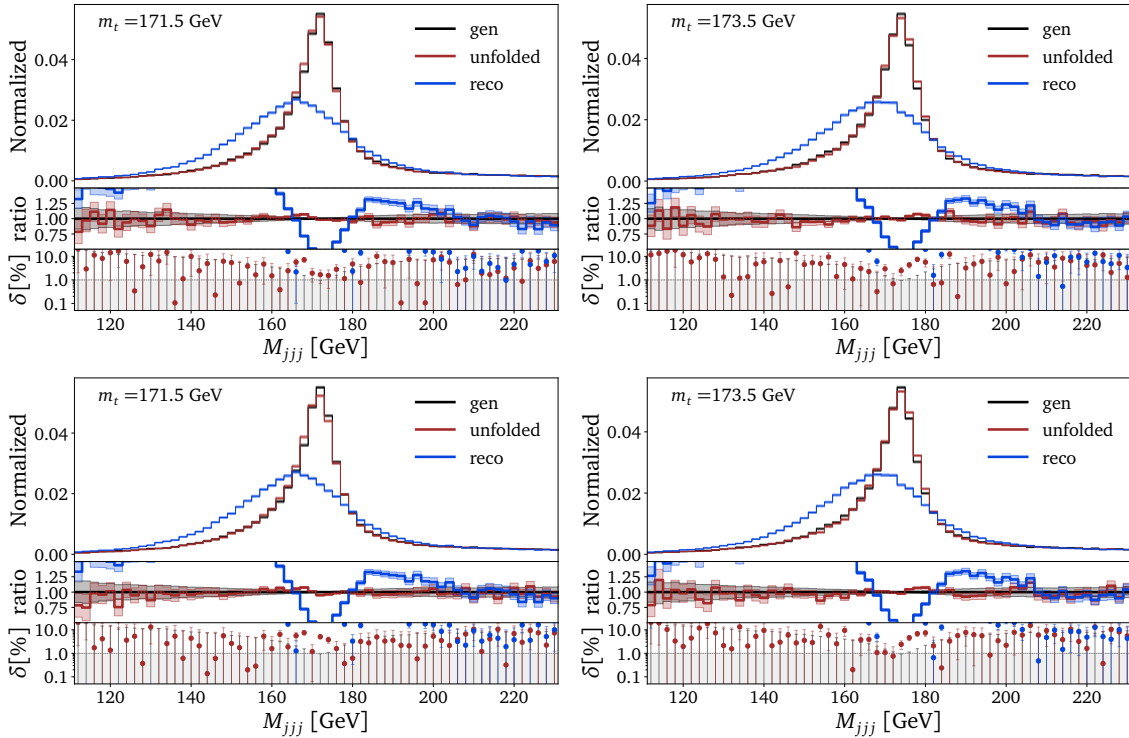 m_t =171.5 GeV
gen
unfolded
reco
Normalized
0.04
0.02
0.00
ratio
1.25
1.00
0.75
δ[%]
10.0
1.0
0.1
120 140 160 180 200 220
M_jjj [GeV]
m_t =173.5 GeV
gen
unfolded
reco
Normalized
0.04
0.02
0.00
ratio
1.25
1.00
0.75
δ[%]
10.0
1.0
0.1
120 140 160 180 200 220
M_jjj [GeV]
m_t =171.5 GeV
gen
unfolded
reco
Normalized
0.04
0.02
0.00
ratio
1.25
1.00
0.75
δ[%]
10.0
1.0
0.1
120 140 160 180 200 220
M_jjj [GeV]
m_t =173.5 GeV
gen
unfolded
reco
Normalized
0.04
0.02
0.00
ratio
1.25
1.00
0.75
δ[%]
10.0
1.0
0.1
120 140 160 180 200 220
M_jjj [GeV]